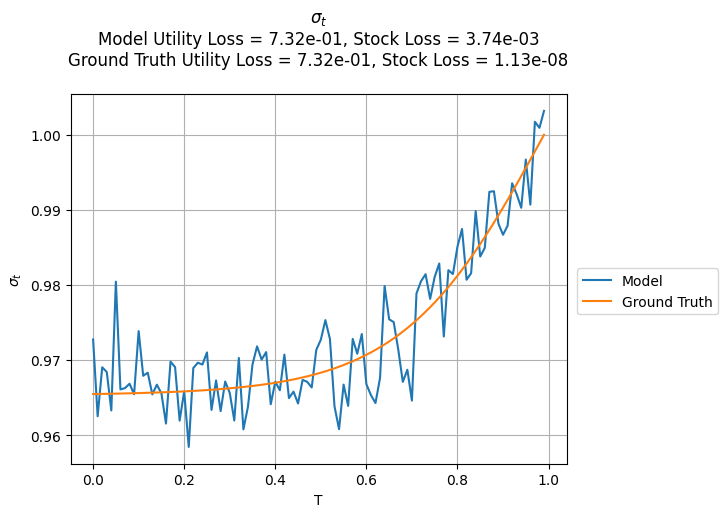 σt
Model Utility Loss = 7.32e-01, Stock Loss = 3.74e-03
Ground Truth Utility Loss = 7.32e-01, Stock Loss = 1.13e-08
1.00
0.99
0.98
0.97
0.96
σt
0.0 0.2 0.4 0.6 0.8 1.0
T
Model
Ground Truth